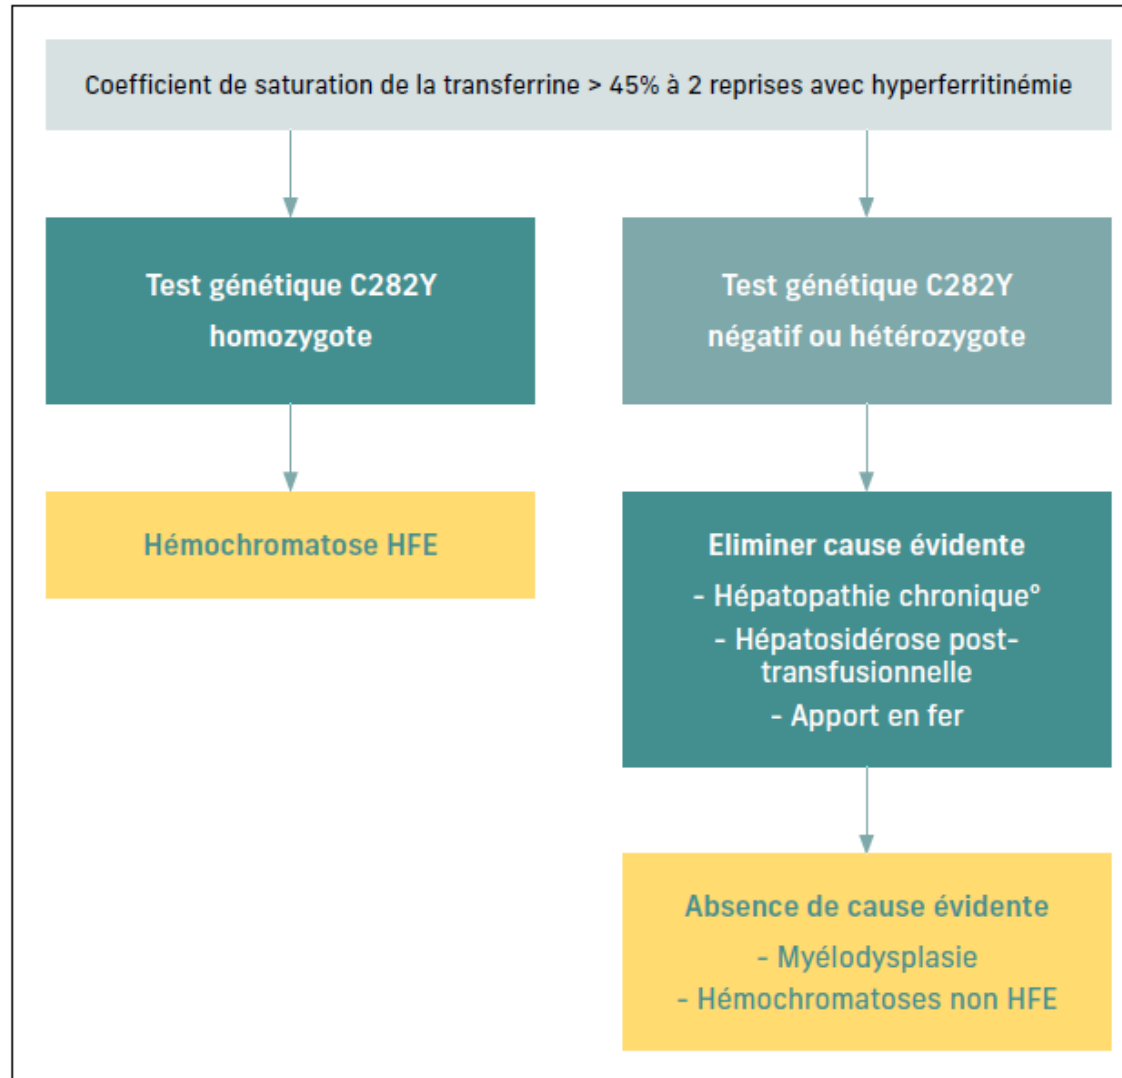 Coefficient de saturation de la transferrine > 45% à 2 reprises avec hyperferritinémie
Test génétique C282Y
homozygote
Test génétique C282Y
négatif ou hétérozygote
Hémochromatose HFE
Eliminer cause évidente
- Hépatopathie chronique°
- Hépatosidérose post-
transfusionnelle
- Apport en fer
Absence de cause évidente
- Myélodysplasie
- Hémochromatoses non HFE